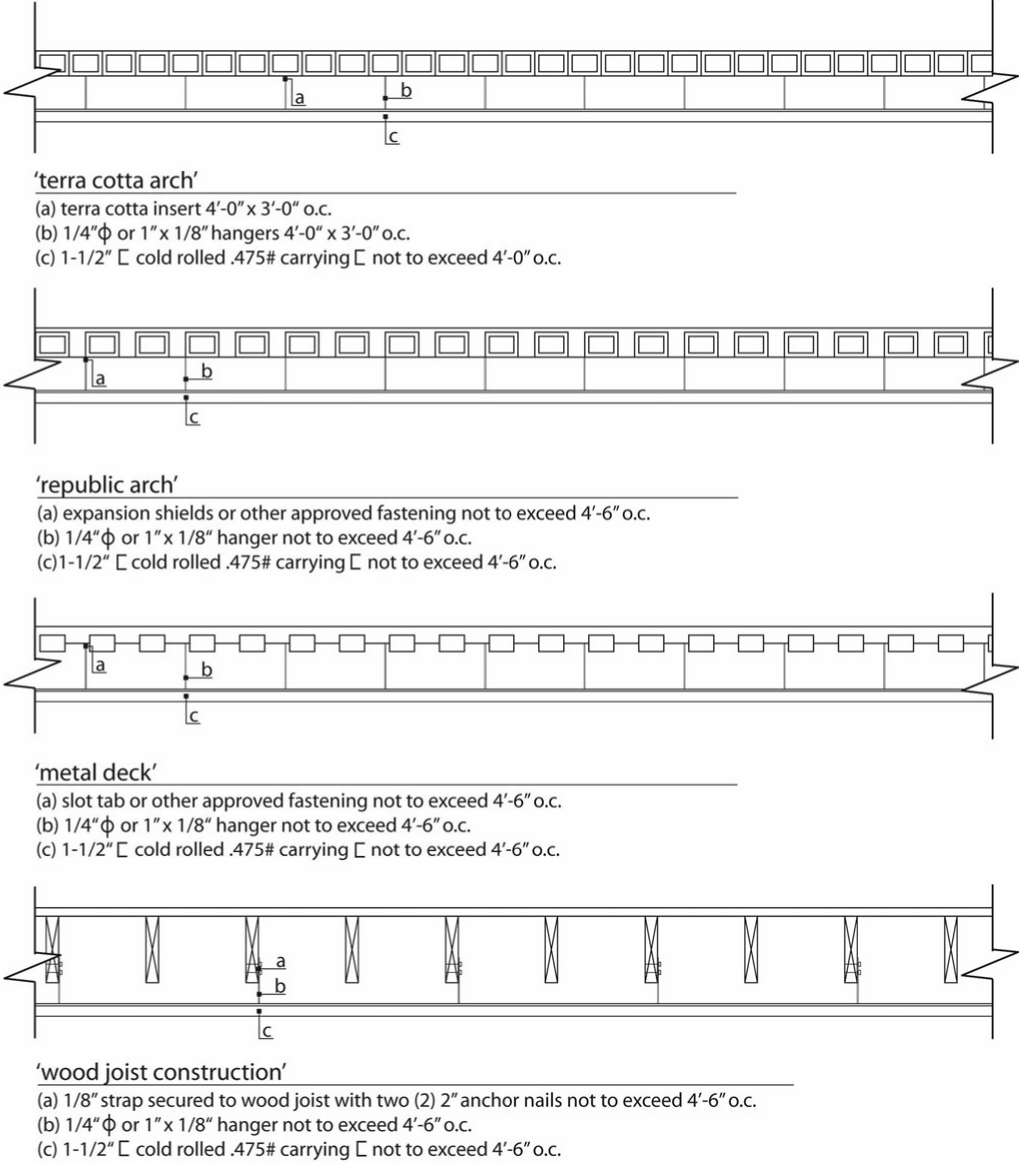 a
b
c
'terra cotta arch'
(a) terra cotta insert 4'-0" x 3'-0" o.c.
(b) 1/4"ϕ or 1" x 1/8" hangers 4'-0" x 3'-0" o.c.
(c) 1-1/2" [ cold rolled .475# carrying [ not to exceed 4'-0" o.c.
a
b
c
'republic arch'
(a) expansion shields or other approved fastening not to exceed 4'-6" o.c.
(b) 1/4"ϕ or 1" x 1/8" hanger not to exceed 4'-6" o.c.
(c)1-1/2" [ cold rolled .475# carrying [ not to exceed 4'-6" o.c.
a
b
c
'metal deck'
(a) slot tab or other approved fastening not to exceed 4'-6" o.c.
(b) 1/4"ϕ or 1" x 1/8" hanger not to exceed 4'-6" o.c.
(c) 1-1/2" [ cold rolled .475# carrying [ not to exceed 4'-6" o.c.
a
b
c
'wood joist construction'
(a) 1/8" strap secured to wood joist with two (2) 2" anchor nails not to exceed 4'-6" o.c.
(b) 1/4"ϕ or 1" x 1/8" hanger not to exceed 4'-6" o.c.
(c) 1-1/2" [ cold rolled .475# carrying [ not to exceed 4'-6" o.c.